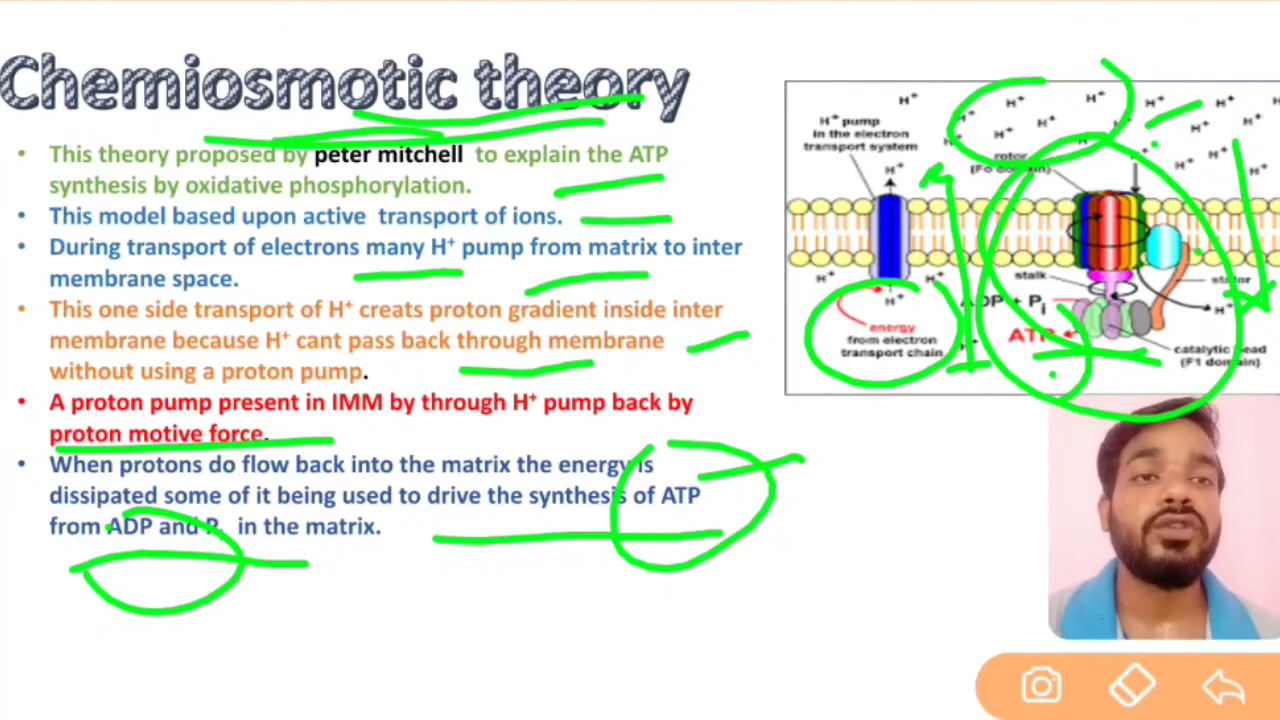 Chemiosmotic theory
• This theory proposed by peter mitchell to explain the ATP
synthesis by oxidative phosphorylation.
• This model based upon active transport of ions.
• During transport of electrons many H⁺ pump from matrix to inter
membrane space.
• This one side transport of H⁺ creats proton gradient inside inter
membrane because H⁺ cant pass back through membrane
without using a proton pump.
• A proton pump present in IMM by through H⁺ pump back by
proton motive force.
• When protons do flow back into the matrix the energy is
dissipated some of it being used to drive the synthesis of ATP
from ADP and P in the matrix.
H⁺ H⁺ H⁺ H⁺ H⁺
H⁺ pump
in the electron
transport system
H⁺ H⁺ H⁺ H⁺
H⁺ H⁺
rotor
(Fo domain)
H⁺
H⁺ H⁺
H⁺
stalk
stator
ADP + Pi
H⁺
ATP
energy
from electron
transport chain
H⁺
catalytic head
(F1 domain)